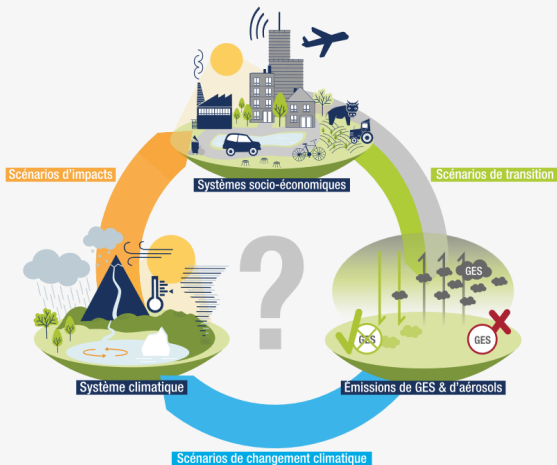 Scénarios d'impacts
Systèmes socio-économiques
Scénarios de transition
?
GES
GES
GES
Système climatique
Émissions de GES & d'aérosols
Scénarios de changement climatique